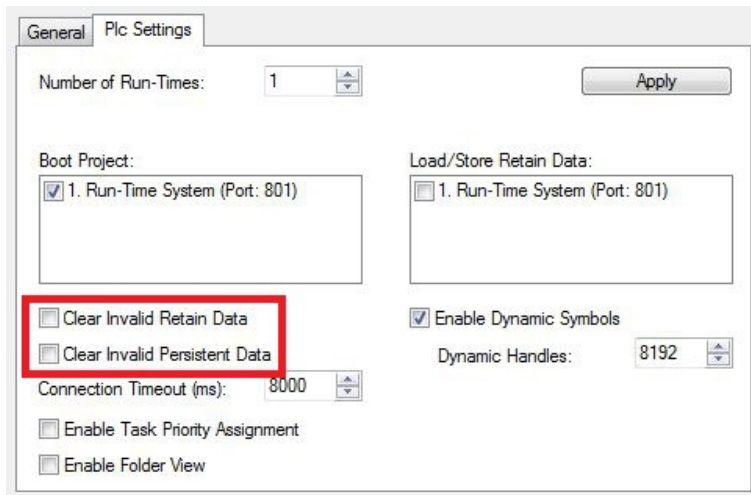 General Plc Settings
Number of Run-Times: 1 Apply
Boot Project: Load/Store Retain Data:
1. Run-Time System (Port: 801) 1. Run-Time System (Port: 801)
Clear Invalid Retain Data Enable Dynamic Symbols
Clear Invalid Persistent Data Dynamic Handles: 8192
Connection Timeout (ms): 8000
Enable Task Priority Assignment
Enable Folder View